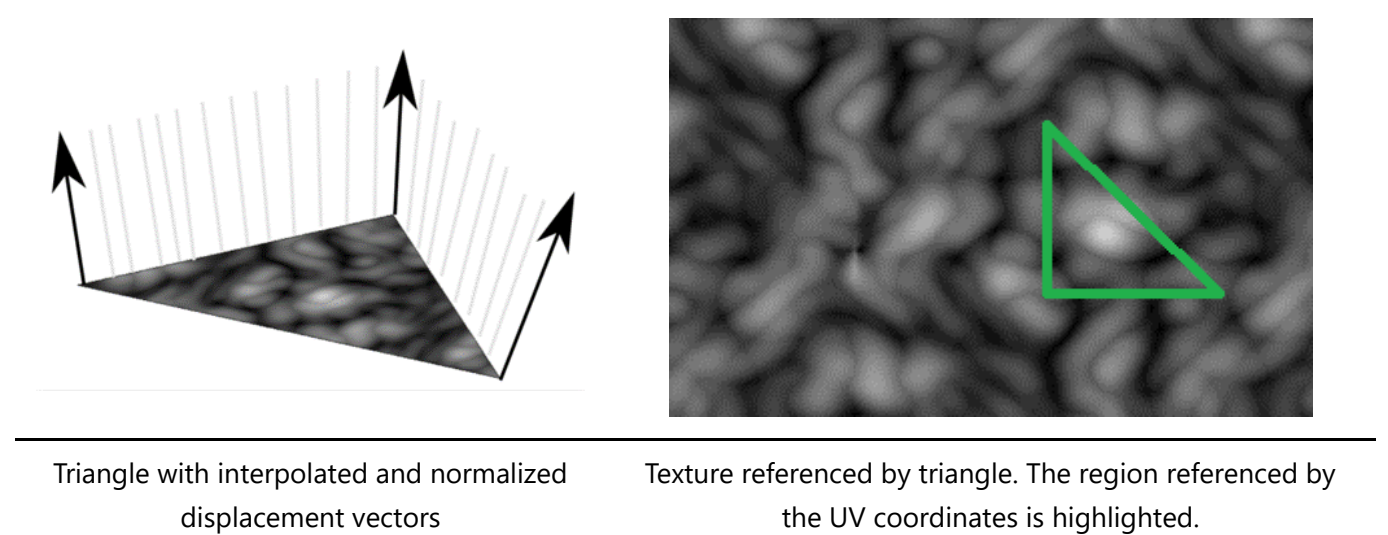 Triangle with interpolated and normalized
displacement vectors
Texture referenced by triangle. The region referenced by
the UV coordinates is highlighted.